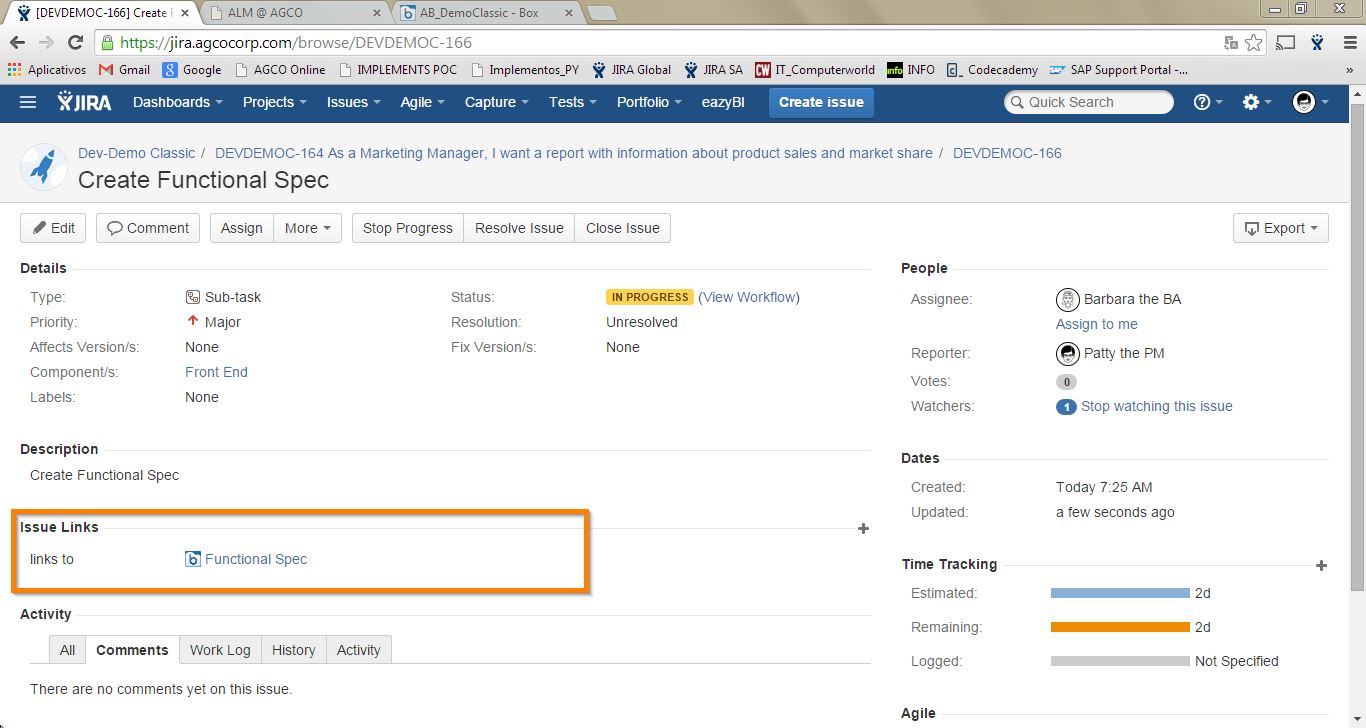 [DEVDEMOC-166] Create F
ALM @ AGCO
AB_DemoClassic - Box
https://jira.agcocorp.com/browse/DEVDEMOC-166
Aplicativos Gmail Google AGCO Online IMPLEMENTS POC Implementos_PY JIRA Global JIRA SA IT_Computerworld INFO Codecademy SAP Support Portal -... »
JIRA Dashboards Projects Issues Agile Capture Tests Portfolio eazyBI Create issue Quick Search
Dev-Demo Classic / DEVDEMOC-164 As a Marketing Manager, I want a report with information about product sales and market share / DEVDEMOC-166
Create Functional Spec
Edit Comment Assign More Stop Progress Resolve Issue Close Issue Export
Details
Type: Sub-task Status: IN PROGRESS (View Workflow)
Priority: Major Resolution: Unresolved
Affects Version/s: None Fix Version/s: None
Component/s: Front End
Labels: None
Description
Create Functional Spec
Issue Links
links to Functional Spec
Activity
All Comments Work Log History Activity
There are no comments yet on this issue.
People
Assignee: Barbara the BA
Assign to me
Reporter: Patty the PM
Votes: 0
Watchers: 1 Stop watching this issue
Dates
Created: Today 7:25 AM
Updated: a few seconds ago
Time Tracking
Estimated: 2d
Remaining: 2d
Logged: Not Specified
Agile